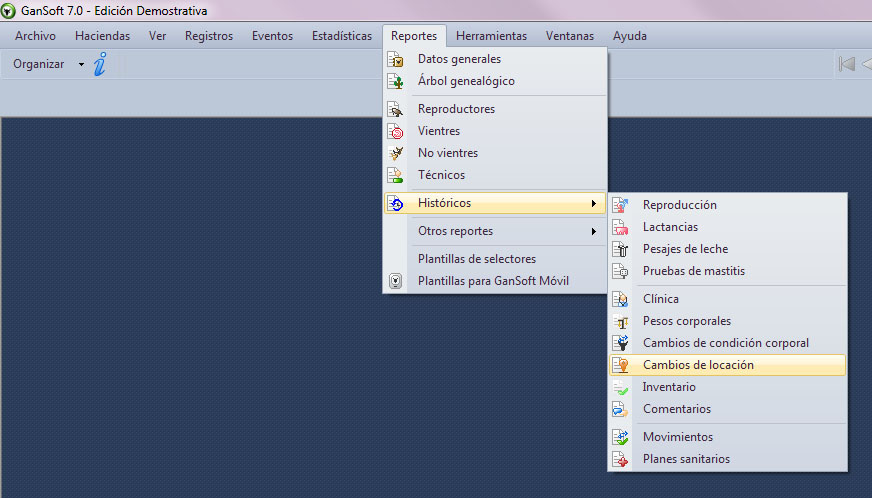 GanSoft 7.0 - Edición Demostrativa
Archivo Haciendas Ver Registros Eventos Estadísticas Reportes Herramientas Ventanas Ayuda
Organizar
Datos generales
Árbol genealógico
Reproductores
Vientres
No vientres
Técnicos
Históricos
Otros reportes
Plantillas de selectores
Plantillas para GanSoft Móvil
Reproducción
Lactancias
Pesajes de leche
Pruebas de mastitis
Clínica
Pesos corporales
Cambios de condición corporal
Cambios de locación
Inventario
Comentarios
Movimientos
Planes sanitarios